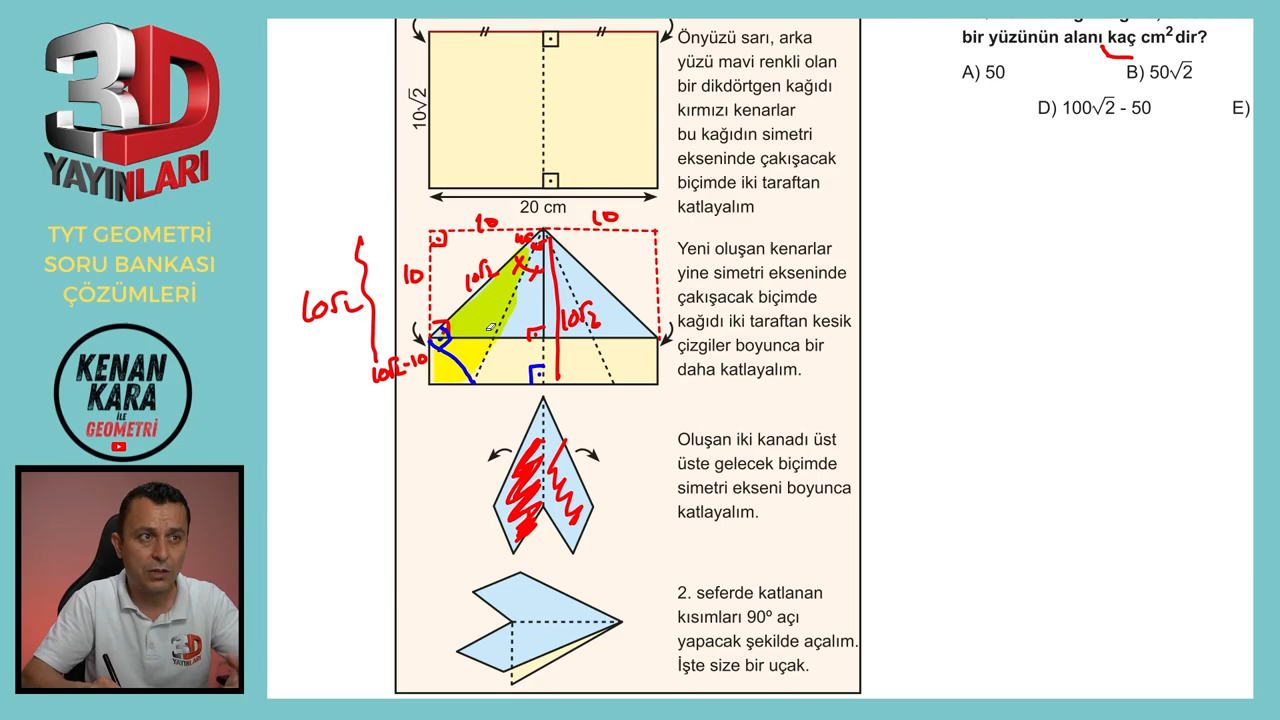 3D
YAYINLARI
TYT GEOMETRİ
SORU BANKASI
ÇÖZÜMLERİ
KENAN
KARA
İLE
GEOMETRİ
3D
YAYINLARI
10√2
20 cm
Önyüzü sarı, arka
yüzü mavi renkli olan
bir dikdörtgen kağıdı
kırmızı kenarlar
bu kağıdın simetri
ekseninde çakışacak
biçimde iki taraftan
katlayalım
10
10
10
10√2
10√2
10√2
10√2-10
Yeni oluşan kenarlar
yine simetri ekseninde
çakışacak biçimde
kağıdı iki taraftan kesik
çizgiler boyunca bir
daha katlayalım.
Oluşan iki kanadı üst
üste gelecek biçimde
simetri ekseni boyunca
katlayalım.
2. seferde katlanan
kısımları 90º açı
yapacak şekilde açalım.
İşte size bir uçak.
bir yüzünün alanı kaç cm²dir?
A) 50
B) 50√2
D) 100√2 - 50
E)